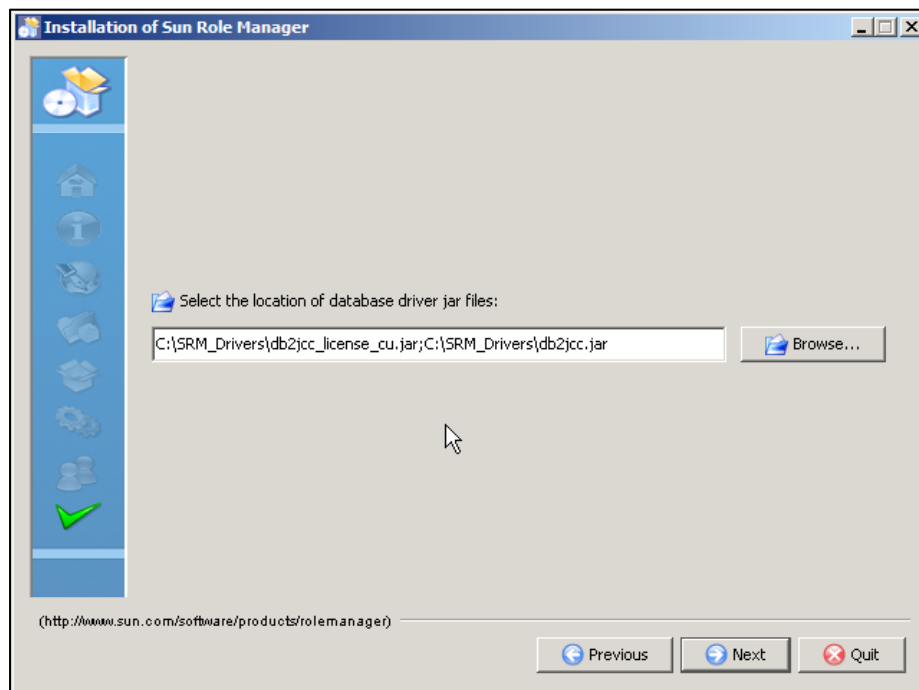 Installation of Sun Role Manager
Select the location of database driver jar files:
C:\SRM_Drivers\db2jcc_license_cu.jar;C:\SRM_Drivers\db2jcc.jar
Browse...
(http://www.sun.com/software/products/rolemanager)
Previous
Next
Quit